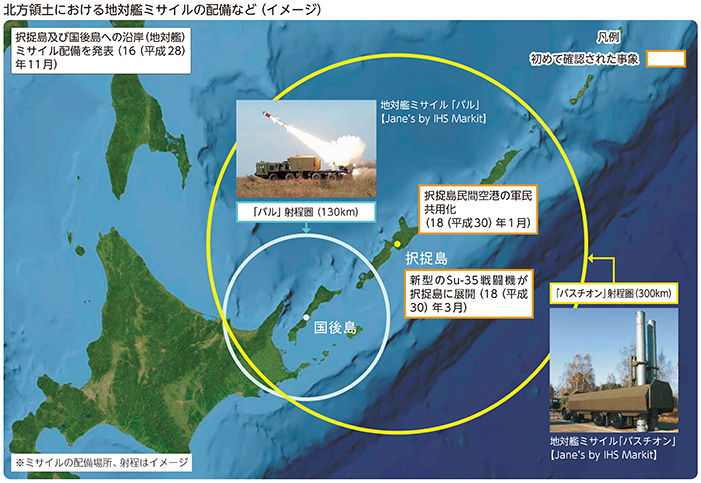 北方領土における地対艦ミサイルの配備など（イメージ）
択捉島及び国後島への沿岸（地対艦）
ミサイル配備を発表（16（平成28）
年11月）
凡例
初めて確認された事象
地対艦ミサイル「バル」
【Jane's by IHS Markit】
「バル」射程圏（130km）
択捉島民間空港の軍民
共用化
（18（平成30）年1月）
択捉島
新型のSu-35戦闘機が
択捉島に展開（18（平成
30）年3月）
「バスチオン」射程圏（300km）
国後島
地対艦ミサイル「バスチオン」
【Jane's by IHS Markit】
※ミサイルの配備場所、射程はイメージ